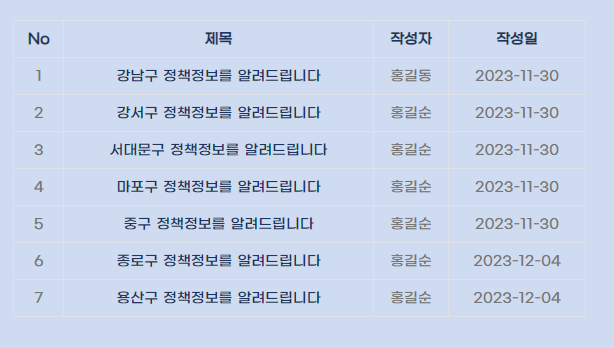 No 제목 작성자 작성일
1 강남구 정책정보를 알려드립니다 홍길동 2023-11-30
2 강서구 정책정보를 알려드립니다 홍길순 2023-11-30
3 서대문구 정책정보를 알려드립니다 홍길순 2023-11-30
4 마포구 정책정보를 알려드립니다 홍길순 2023-11-30
5 중구 정책정보를 알려드립니다 홍길순 2023-11-30
6 종로구 정책정보를 알려드립니다 홍길순 2023-12-04
7 용산구 정책정보를 알려드립니다 홍길순 2023-12-04